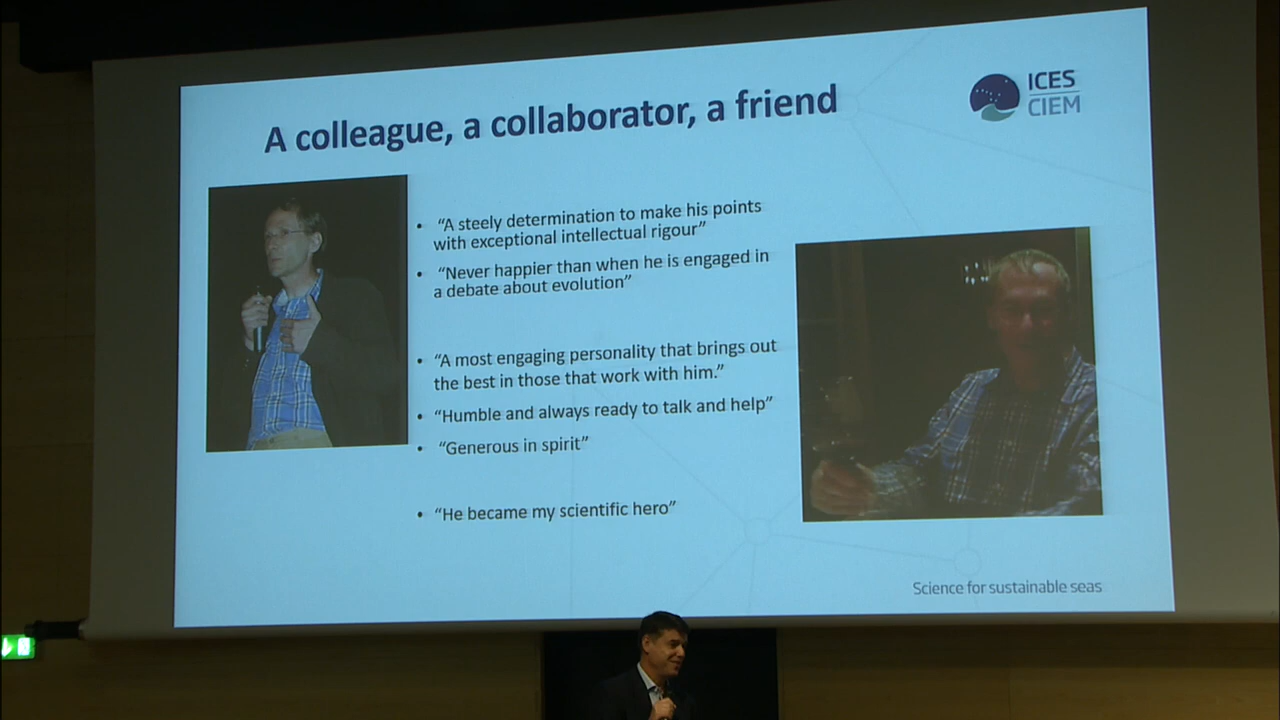 A colleague, a collaborator, a friend
ICES
CIEM
• “A steely determination to make his points
with exceptional intellectual rigour”
• “Never happier than when he is engaged in
a debate about evolution”
• “A most engaging personality that brings out
the best in those that work with him.”
• “Humble and always ready to talk and help”
• “Generous in spirit”
• “He became my scientific hero”
Science for sustainable seas